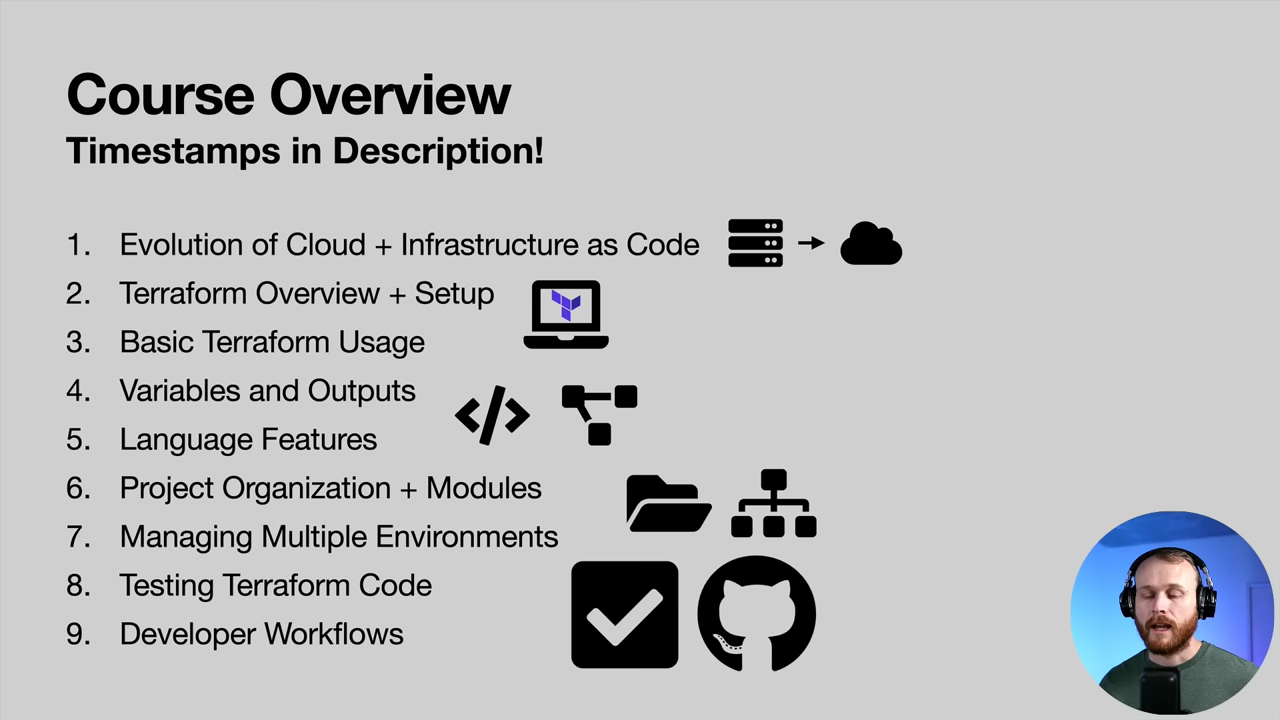 Course Overview
Timestamps in Description!
1. Evolution of Cloud + Infrastructure as Code
2. Terraform Overview + Setup
3. Basic Terraform Usage
4. Variables and Outputs
5. Language Features
6. Project Organization + Modules
7. Managing Multiple Environments
8. Testing Terraform Code
9. Developer Workflows